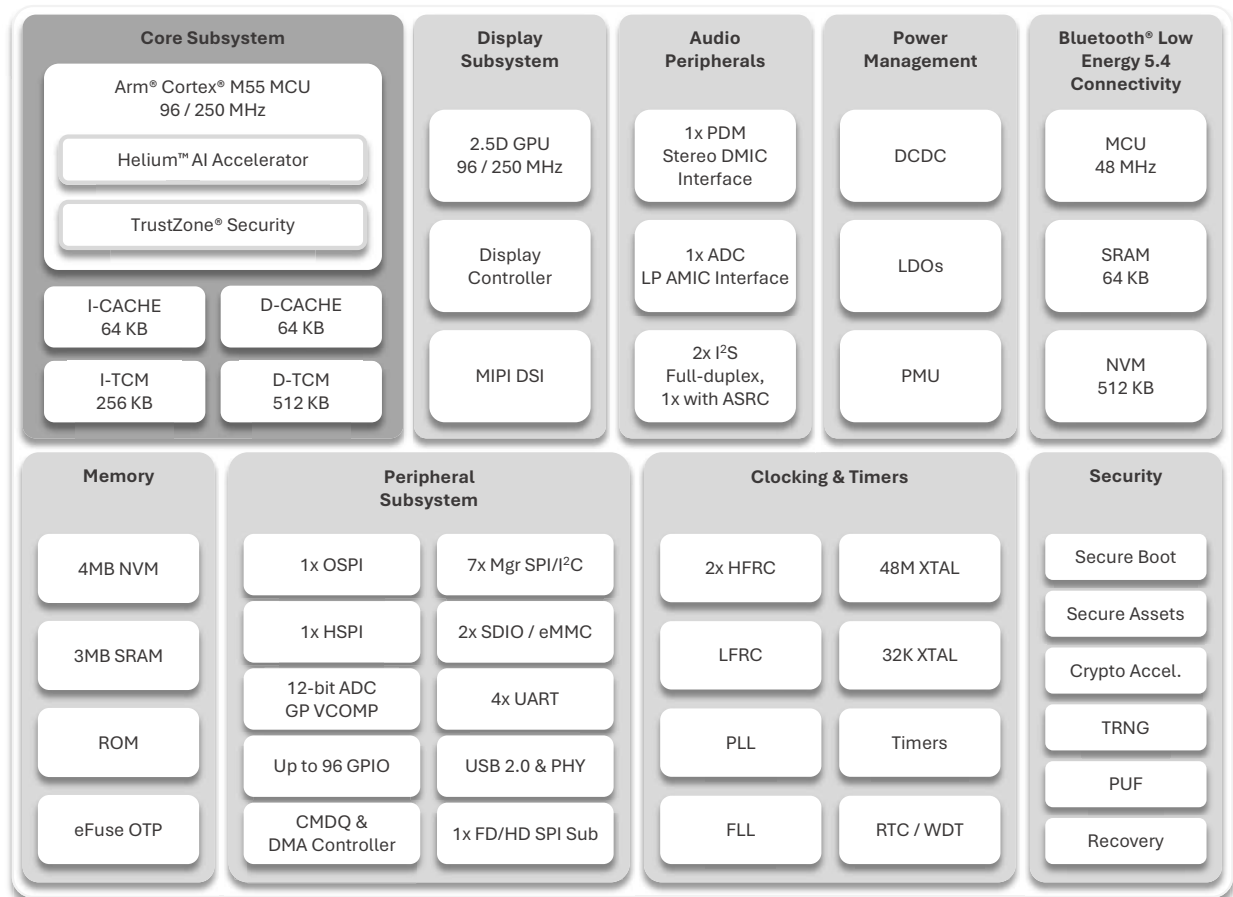 Core Subsystem
Arm® Cortex® M55 MCU
96 / 250 MHz
Helium™ AI Accelerator
TrustZone® Security
I-CACHE
64 KB
D-CACHE
64 KB
I-TCM
256 KB
D-TCM
512 KB
Display
Subsystem
2.5D GPU
96 / 250 MHz
Display
Controller
MIPI DSI
Audio
Peripherals
1x PDM
Stereo DMIC
Interface
1x ADC
LP AMIC Interface
2x I²S
Full-duplex,
1x with ASRC
Power
Management
DCDC
LDOs
PMU
Bluetooth® Low
Energy 5.4
Connectivity
MCU
48 MHz
SRAM
64 KB
NVM
512 KB
Memory
4MB NVM
3MB SRAM
ROM
eFuse OTP
Peripheral
Subsystem
1x OSPI
7x Mgr SPI/I²C
1x HSPI
2x SDIO / eMMC
12-bit ADC
GP VCOMP
4x UART
Up to 96 GPIO
USB 2.0 & PHY
CMDQ &
DMA Controller
1x FD/HD SPI Sub
Clocking & Timers
2x HFRC
48M XTAL
LFRC
32K XTAL
PLL
Timers
FLL
RTC / WDT
Security
Secure Boot
Secure Assets
Crypto Accel.
TRNG
PUF
Recovery